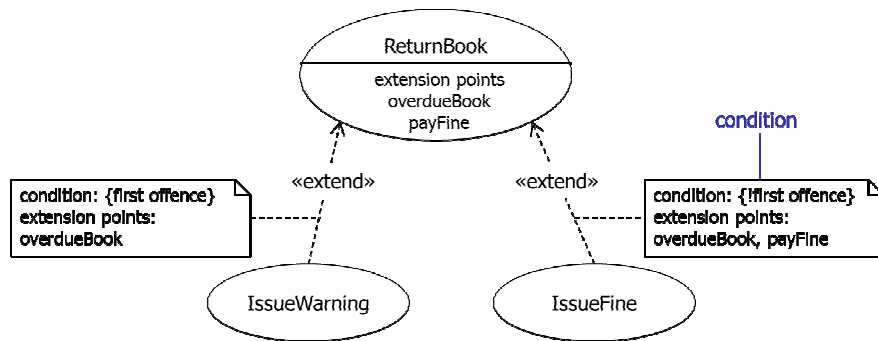 ReturnBook
extension points
overdueBook
payFine
condition
«extend»
«extend»
condition: {first offence}
extension points:
overdueBook
condition: {!first offence}
extension points:
overdueBook, payFine
IssueWarning
IssueFine